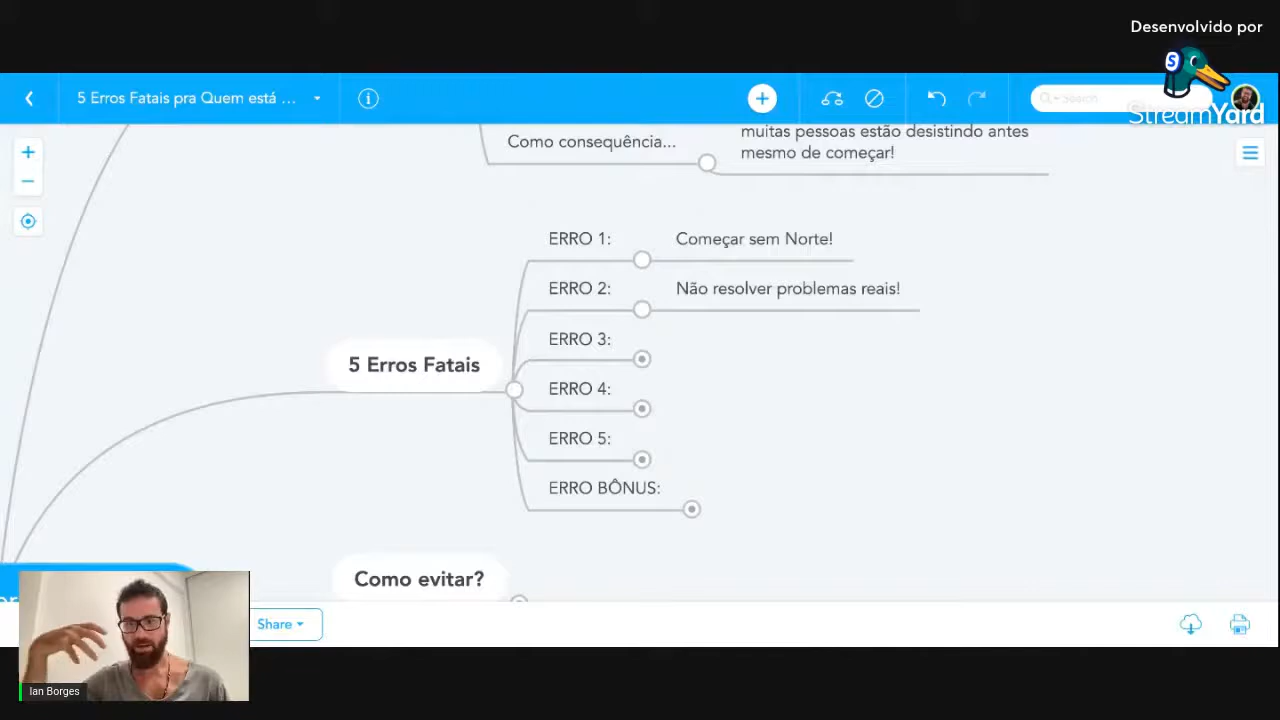 Desenvolvido por
StreamYard
5 Erros Fatais pra Quem está ...
Search
Como consequência...
muitas pessoas estão desistindo antes
mesmo de começar!
ERRO 1:
Começar sem Norte!
ERRO 2:
Não resolver problemas reais!
ERRO 3:
5 Erros Fatais
ERRO 4:
ERRO 5:
ERRO BÔNUS:
Como evitar?
Share
Ian Borges